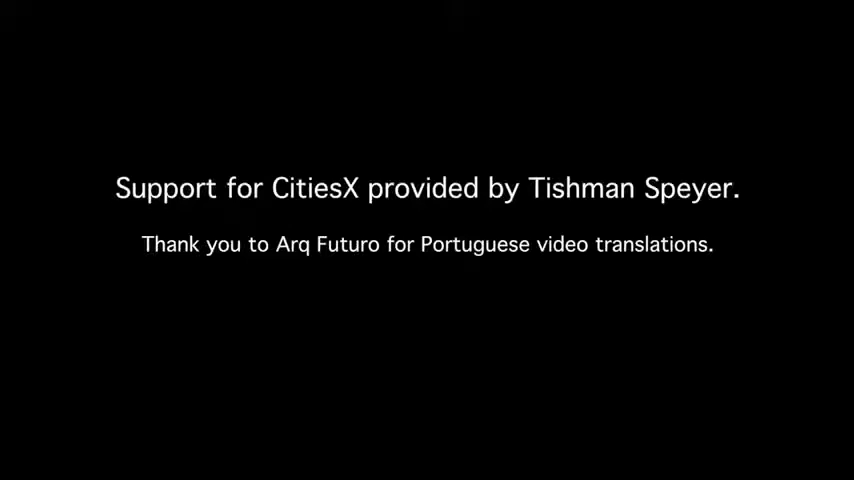 Support for CitiesX provided by Tishman Speyer.
Thank you to Arq Futuro for Portuguese video translations.